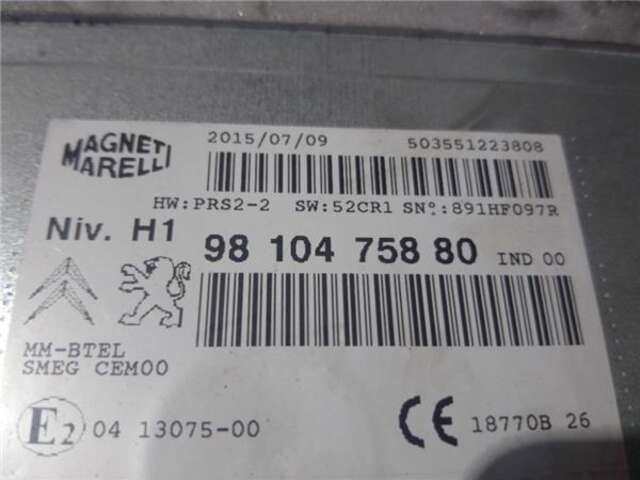 MAGNETI
MARELLI
2015/07/09 503551223808
HW:PRS2-2 SW:52CR1 SNº:891HF097R
Niv. H1 98 104 758 80 IND 00
MM-BTEL
SMEG CEM00
E2 04 13075-00 CE 18770B 26